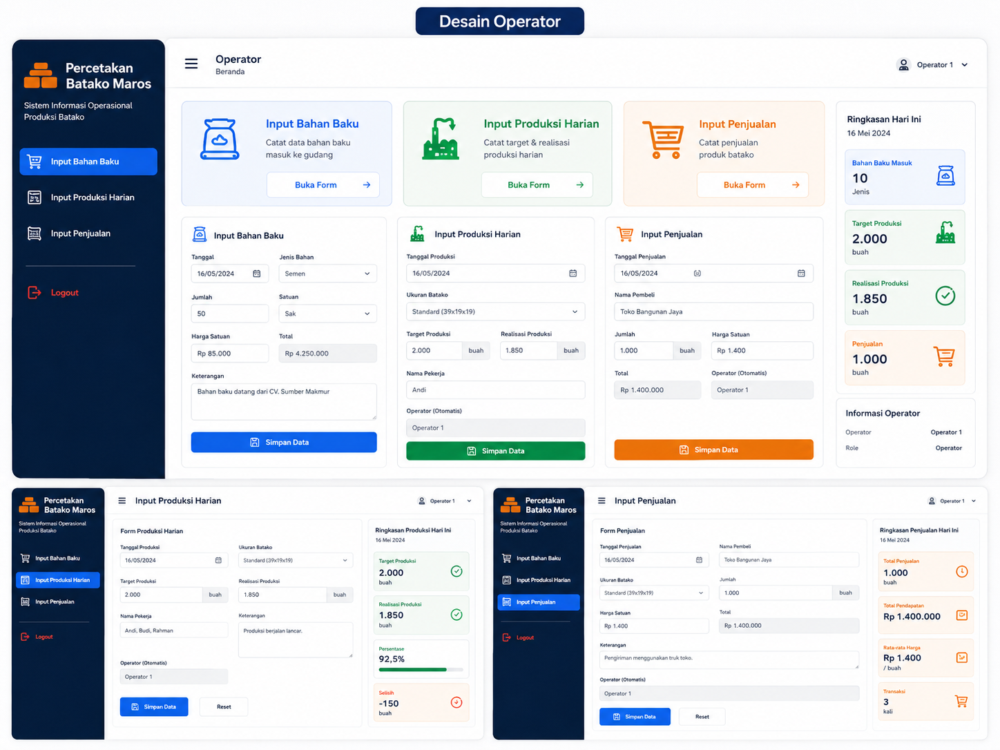 Desain Operator
Percetakan
Batako Maros
Sistem Informasi Operasional
Produksi Batako
Input Bahan Baku
Input Produksi Harian
Input Penjualan
Logout
Operator
Beranda
Operator 1
Input Bahan Baku
Catat data bahan baku
masuk ke gudang
Buka Form
Input Produksi Harian
Catat target & realisasi
produksi harian
Buka Form
Input Penjualan
Catat penjualan
produk batako
Buka Form
Input Bahan Baku
Tanggal
Jenis Bahan
16/05/2024
Semen
Jumlah
Satuan
50
Sak
Harga Satuan
Total
Rp 85.000
Rp 4.250.000
Keterangan
Bahan baku datang dari CV. Sumber Makmur
Simpan Data
Input Produksi Harian
Tanggal Produksi
16/05/2024
Ukuran Batako
Standard (39x19x19)
Target Produksi
Realisasi Produksi
2.000 buah
1.850 buah
Nama Pekerja
Andi
Operator (Otomatis)
Operator 1
Simpan Data
Input Penjualan
Tanggal Penjualan
16/05/2024
Nama Pembeli
Toko Bangunan Jaya
Jumlah
Harga Satuan
1.000 buah
Rp 1.400
Total
Operator (Otomatis)
Rp 1.400.000
Operator 1
Simpan Data
Ringkasan Hari Ini
16 Mei 2024
Bahan Baku Masuk
10
Jenis
Target Produksi
2.000
buah
Realisasi Produksi
1.850
buah
Penjualan
1.000
buah
Informasi Operator
Operator Operator 1
Role Operator
Percetakan
Batako Maros
Sistem Informasi Operasional
Produksi Batako
Input Bahan Baku
Input Produksi Harian
Input Penjualan
Logout
Input Produksi Harian
Operator 1
Form Produksi Harian
Tanggal Produksi
Ukuran Batako
16/05/2024
Standard (39x19x19)
Target Produksi
Realisasi Produksi
2.000 buah
1.850 buah
Nama Pekerja
Keterangan
Andi, Budi, Rahman
Produksi berjalan lancar.
Operator (Otomatis)
Operator 1
Simpan Data
Reset
Ringkasan Produksi Hari Ini
16 Mei 2024
Target Produksi
2.000
buah
Realisasi Produksi
1.850
buah
Persentase
92,5%
Selisih
-150
buah
Percetakan
Batako Maros
Sistem Informasi Operasional
Produksi Batako
Input Bahan Baku
Input Produksi Harian
Input Penjualan
Logout
Input Penjualan
Operator 1
Form Penjualan
Tanggal Penjualan
Nama Pembeli
16/05/2024
Toko Bangunan Jaya
Ukuran Batako
Jumlah
Standard (39x19x19)
1.000 buah
Harga Satuan
Total
Rp 1.400
Rp 1.400.000
Keterangan
Pengiriman menggunakan truk toko.
Operator (Otomatis)
Operator 1
Simpan Data
Reset
Ringkasan Penjualan Hari Ini
16 Mei 2024
Total Penjualan
1.000
buah
Total Pendapatan
Rp 1.400.000
Rata-rata Harga
Rp 1.400
/ buah
Transaksi
3
kali